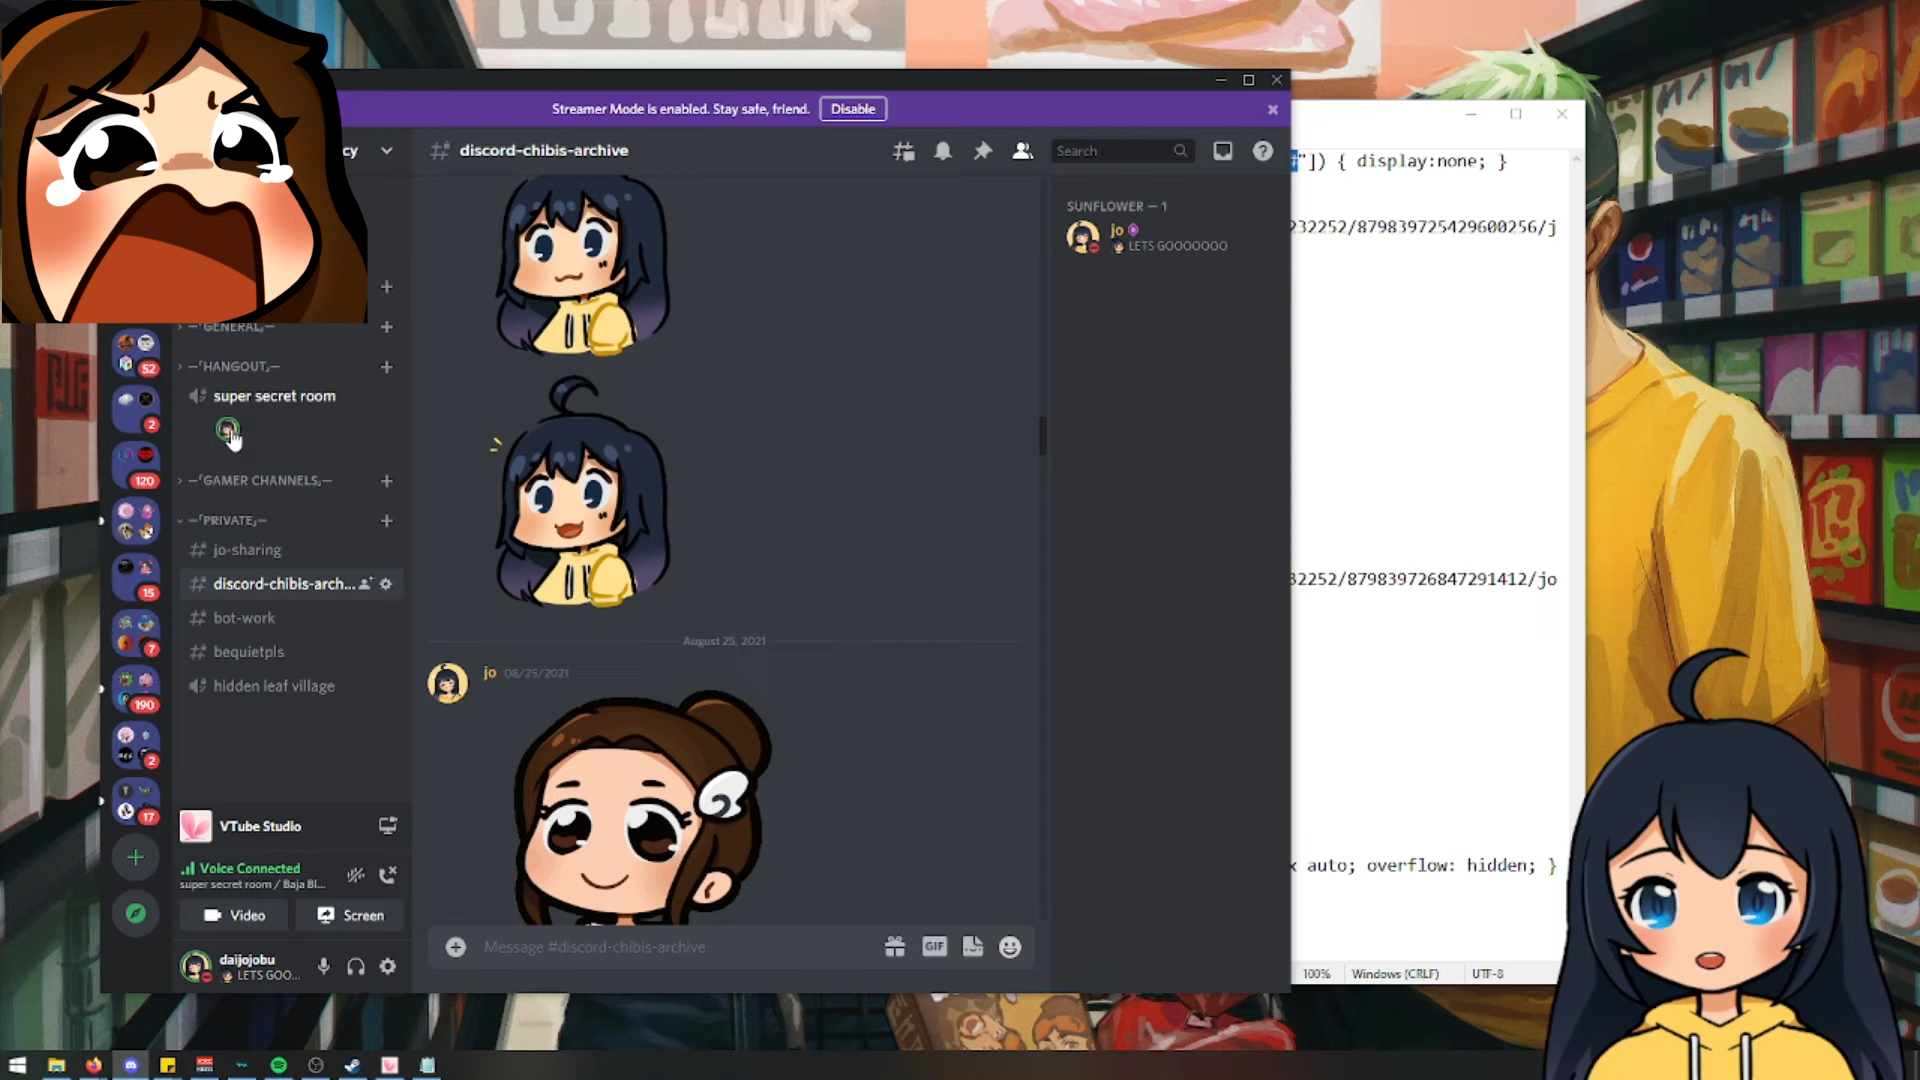 Streamer Mode is enabled. Stay safe, friend. Disable
cy
discord-chibis-archive
Search
"]) { display:none; }
SUNFLOWER — 1
jo
LETS GOOOOOOO
232252/879839725429600256/j
—「GENERAL」—
—「HANGOUT」—
super secret room
—「GAMER CHANNELS」—
—「PRIVATE」—
jo-sharing
discord-chibis-arch...
bot-work
bequietpls
hidden leaf village
52
2
120
15
7
190
2
17
32252/879839726847291412/jo
August 25, 2021
jo 08/25/2021
VTube Studio
Voice Connected
super secret room / Baja Bl...
Video
Screen
x auto; overflow: hidden; }
Message #discord-chibis-archive
GIF
daijojobu
LETS GOO...
100%
Windows (CRLF)
UTF-8